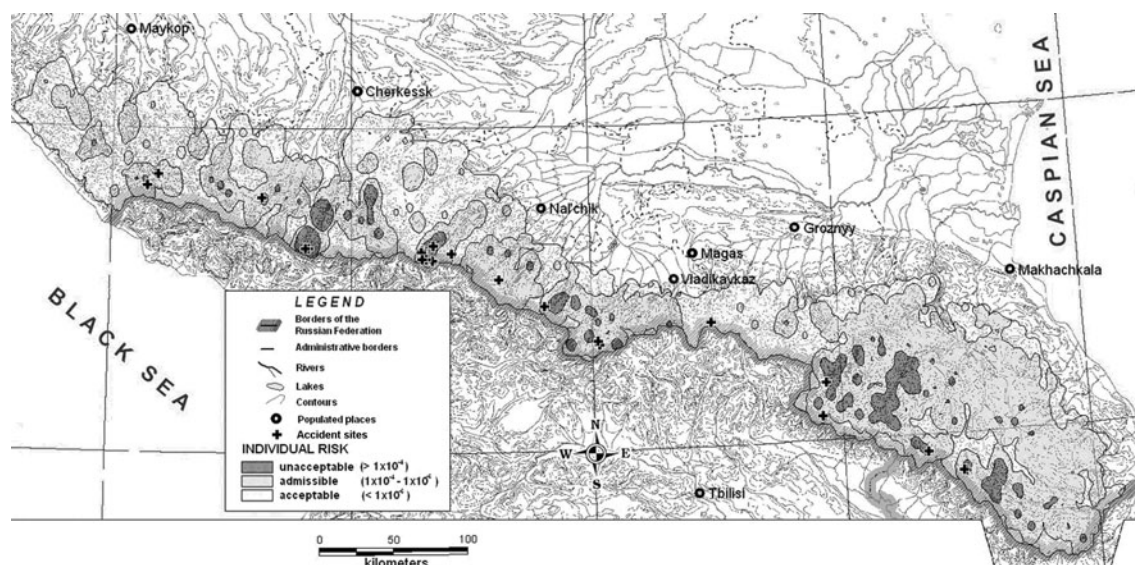 Maykop
Cherkessk
CASPIAN SEA
Nal'chik
Groznyy
Magas
Vladikavkaz
Makhachkala
BLACK SEA
LEGEND
Borders of the
Russian Federation
Administrative borders
Rivers
Lakes
Contours
Populated places
Accident sites
INDIVIDUAL RISK
unacceptable (> 1x10⁻⁴)
admissible (1x10⁻⁴ - 1x10⁻⁶)
acceptable (< 1x10⁻⁶)
N
W E
S
Tbilisi
0 50 100
kilometers